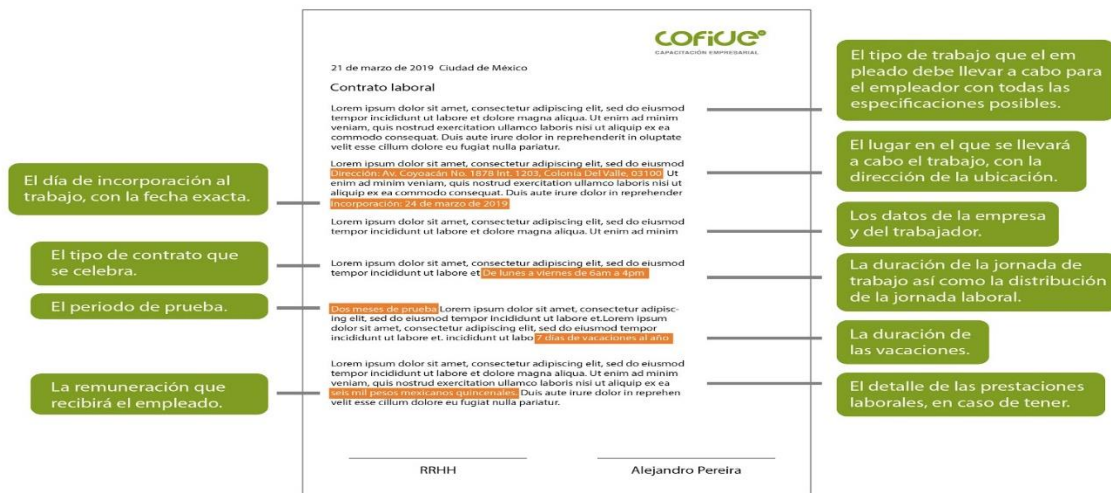 COFIDE
CAPACITACIÓN EMPRESARIAL
21 de marzo de 2019 Ciudad de México
Contrato laboral
Lorem ipsum dolor sit amet, consectetur adipiscing elit, sed do eiusmod
tempor incididunt ut labore et dolore magna aliqua. Ut enim ad minim
veniam, quis nostrud exercitation ullamco laboris nisi ut aliquip ex ea
commodo consequat. Duis aute irure dolor in reprehenderit in oluptate
velit esse cillum dolore eu fugiat nulla pariatur.
Lorem ipsum dolor sit amet, consectetur adipiscing elit, sed do eiusmod
Dirección: Av. Coyoacán No. 1878 Int. 1203, Colonia Del Valle, 03100 Ut
enim ad minim veniam, quis nostrud exercitation ullamco laboris nisi ut
aliquip ex ea commodo consequat. Duis aute irure dolor in reprehender
Incorporación: 24 de marzo de 2019
Lorem ipsum dolor sit amet, consectetur adipiscing elit, sed do eiusmod
tempor incididunt ut labore et dolore magna aliqua. Ut enim ad minim
Lorem ipsum dolor sit amet, consectetur adipiscing elit, sed do eiusmod
tempor incididunt ut labore et De lunes a viernes de 6am a 4pm
Dos meses de prueba Lorem ipsum dolor sit amet, consectetur adipisc-
ing elit, sed do eiusmod tempor incididunt ut labore et.Lorem ipsum
dolor sit amet, consectetur adipiscing elit, sed do eiusmod tempor
incididunt ut labore et. incididunt ut labo 7 días de vacaciones al año
Lorem ipsum dolor sit amet, consectetur adipiscing elit, sed do eiusmod
tempor incididunt ut labore et dolore magna aliqua. Ut enim ad minim
veniam, quis nostrud exercitation ullamco laboris nisi ut aliquip ex ea
seis mil pesos mexicanos quincenales. Duis aute irure dolor in reprehen
velit esse cillum dolore eu fugiat nulla pariatur.
RRHH
Alejandro Pereira
El día de incorporación al
trabajo, con la fecha exacta.
El tipo de contrato que
se celebra.
El periodo de prueba.
La remuneración que
recibirá el empleado.
El tipo de trabajo que el em
pleado debe llevar a cabo para
el empleador con todas las
especificaciones posibles.
El lugar en el que se llevará
a cabo el trabajo, con la
dirección de la ubicación.
Los datos de la empresa
y del trabajador.
La duración de la jornada de
trabajo así como la distribución
de la jornada laboral.
La duración de
las vacaciones.
El detalle de las prestaciones
laborales, en caso de tener.